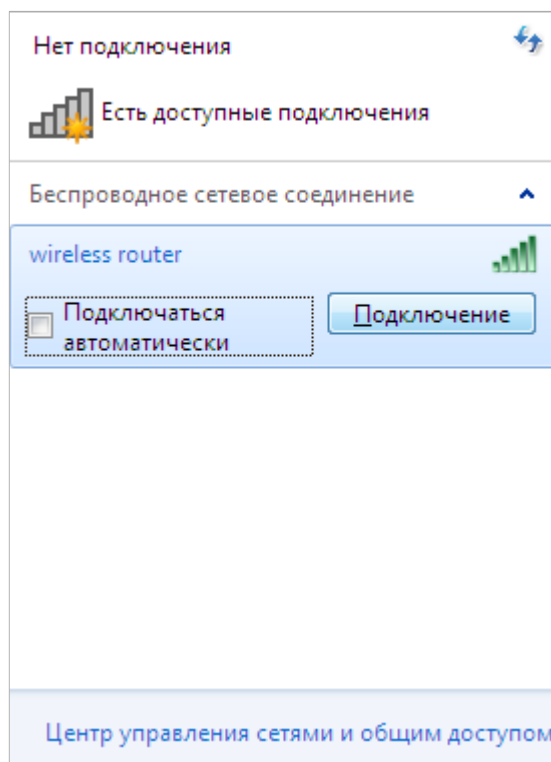 Нет подключения
Есть доступные подключения
Беспроводное сетевое соединение
wireless router
Подключаться
автоматически
Подключение
Центр управления сетями и общим доступом